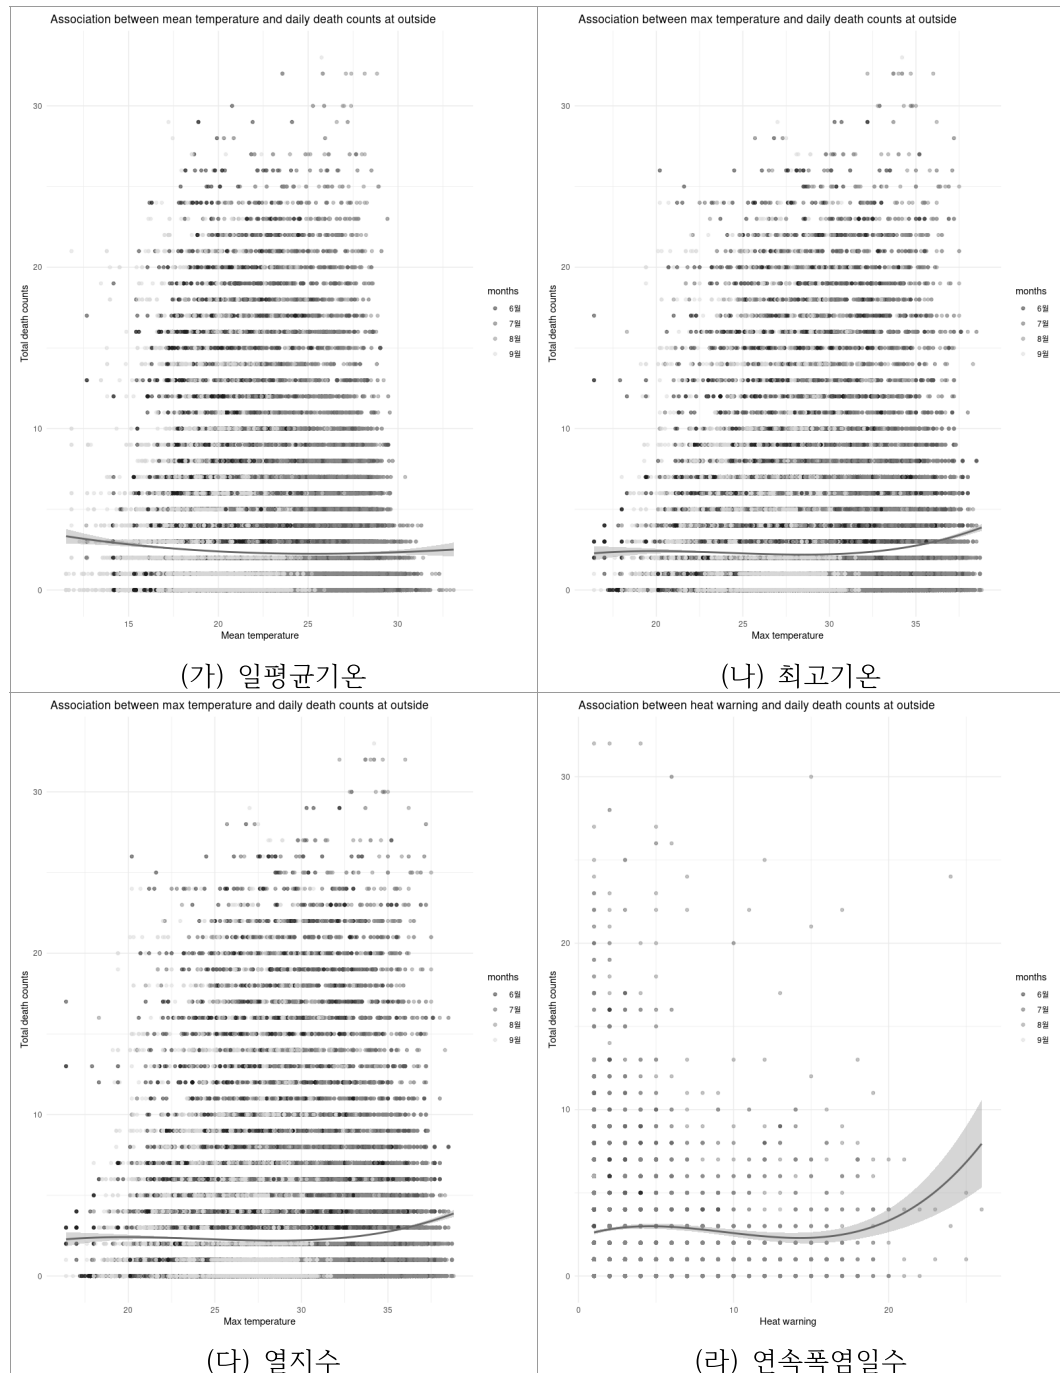 Association between mean temperature and daily death counts at outside
Total death counts
30
20
10
0
15 20 25 30
Mean temperature
months
6월
7월
8월
9월
(가) 일평균기온
Association between max temperature and daily death counts at outside
Total death counts
30
20
10
0
20 25 30 35
Max temperature
months
6월
7월
8월
9월
(나) 최고기온
Association between max temperature and daily death counts at outside
Total death counts
30
20
10
0
20 25 30 35
Max temperature
months
6월
7월
8월
9월
(다) 열지수
Association between heat warning and daily death counts at outside
Total death counts
30
20
10
0
0 10 20
Heat warning
months
6월
7월
8월
9월
(라) 연속폭염일수